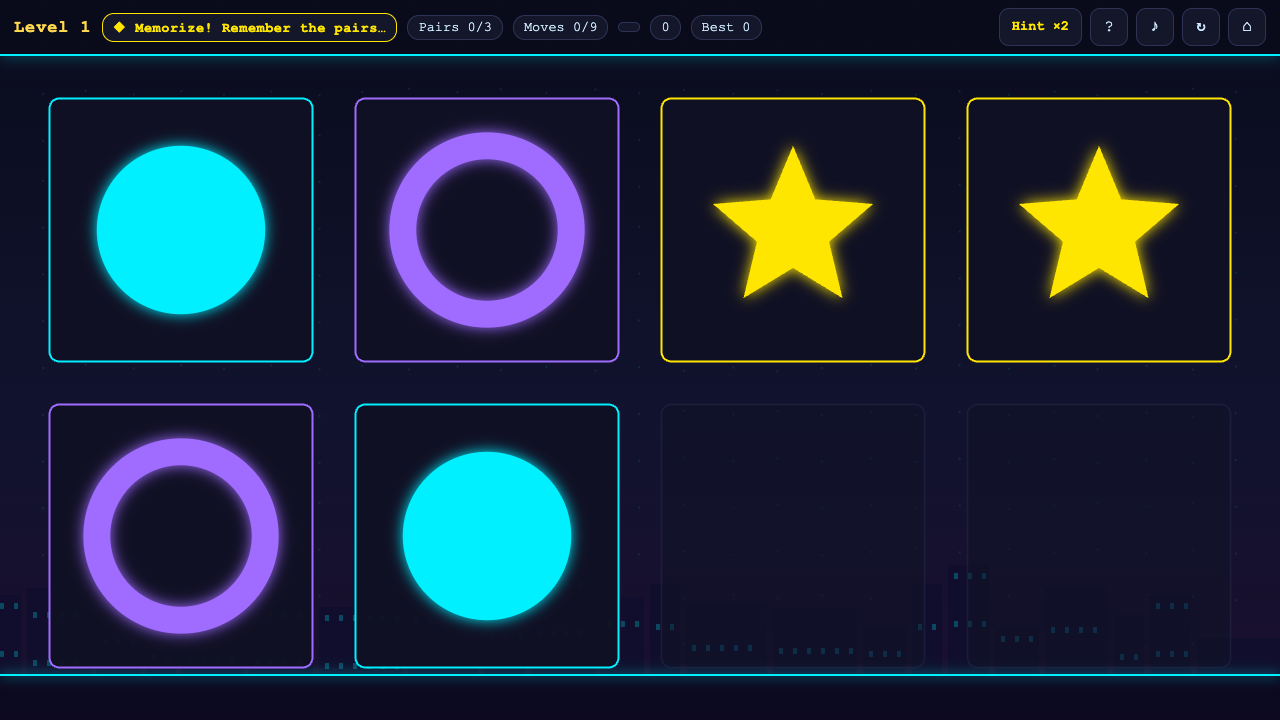 Level 1 ◆ Memorize! Remember the pairs… Pairs 0/3 Moves 0/9 0 Best 0 Hint ×2 ? ♪ ↻ ⌂